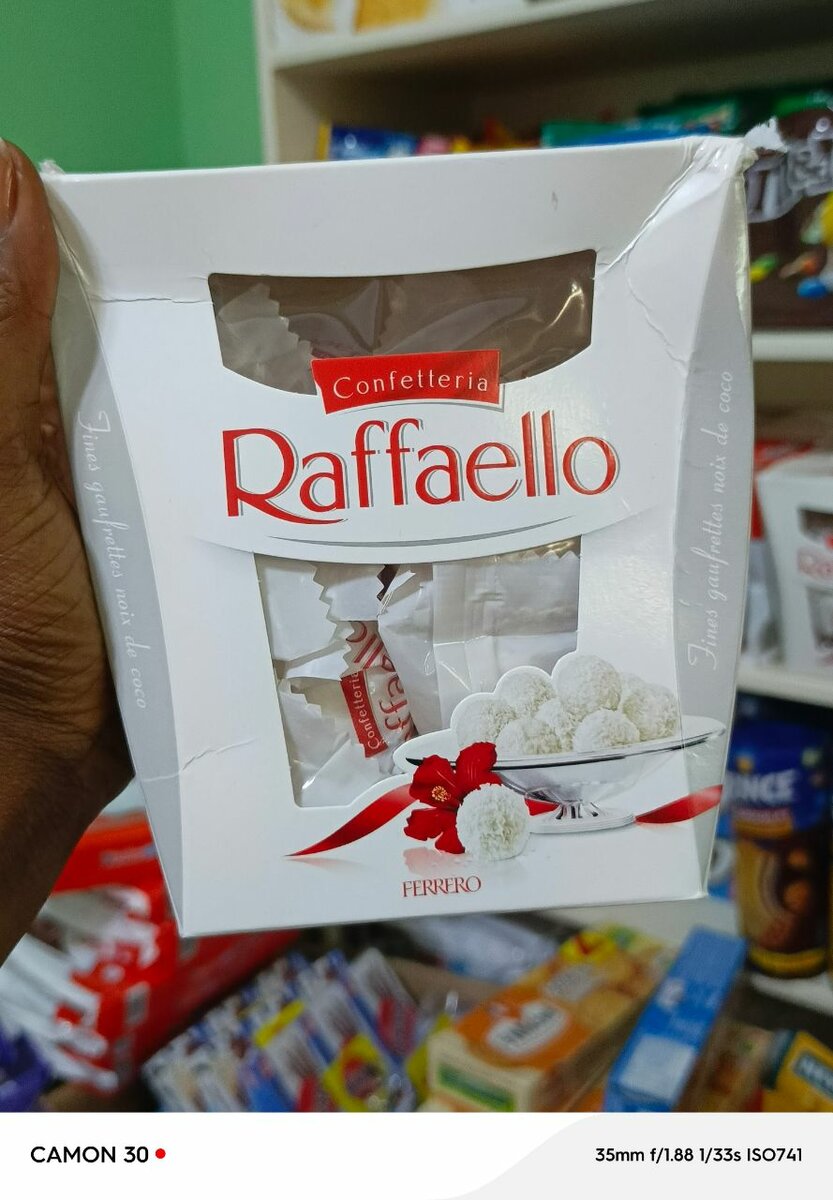 Confetteria
Raffaello
Fines gaufrettes noix de coco
Fines gaufrettes noix de coco
Confetteria
FERRERO
CAMON 30
35mm f/1.88 1/33s ISO741